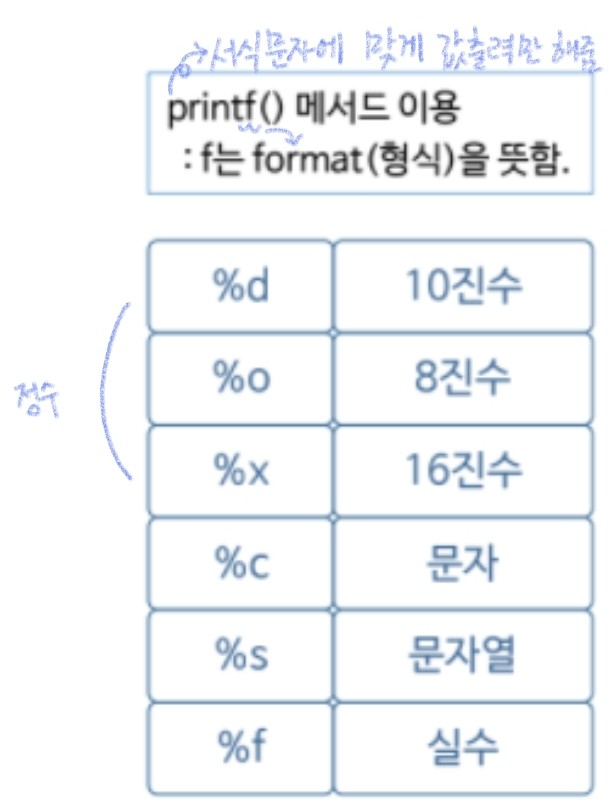 서식문자에 맞게 값출력만 해줌
printf() 메서드 이용
: f는 format(형식)을 뜻함.
%d 10진수
%o 8진수
정수
%x 16진수
%c 문자
%s 문자열
%f 실수